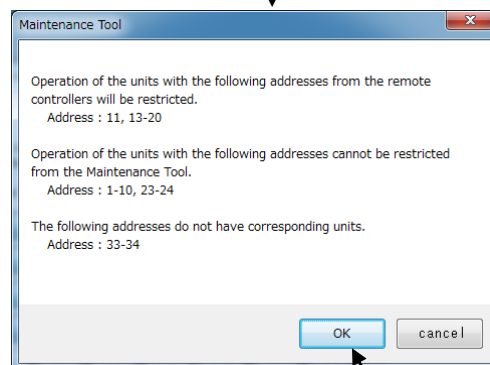 Maintenance Tool
Operation of the units with the following addresses from the remote
controllers will be restricted.
Address : 11, 13-20
Operation of the units with the following addresses cannot be restricted
from the Maintenance Tool.
Address : 1-10, 23-24
The following addresses do not have corresponding units.
Address : 33-34
OK
cancel